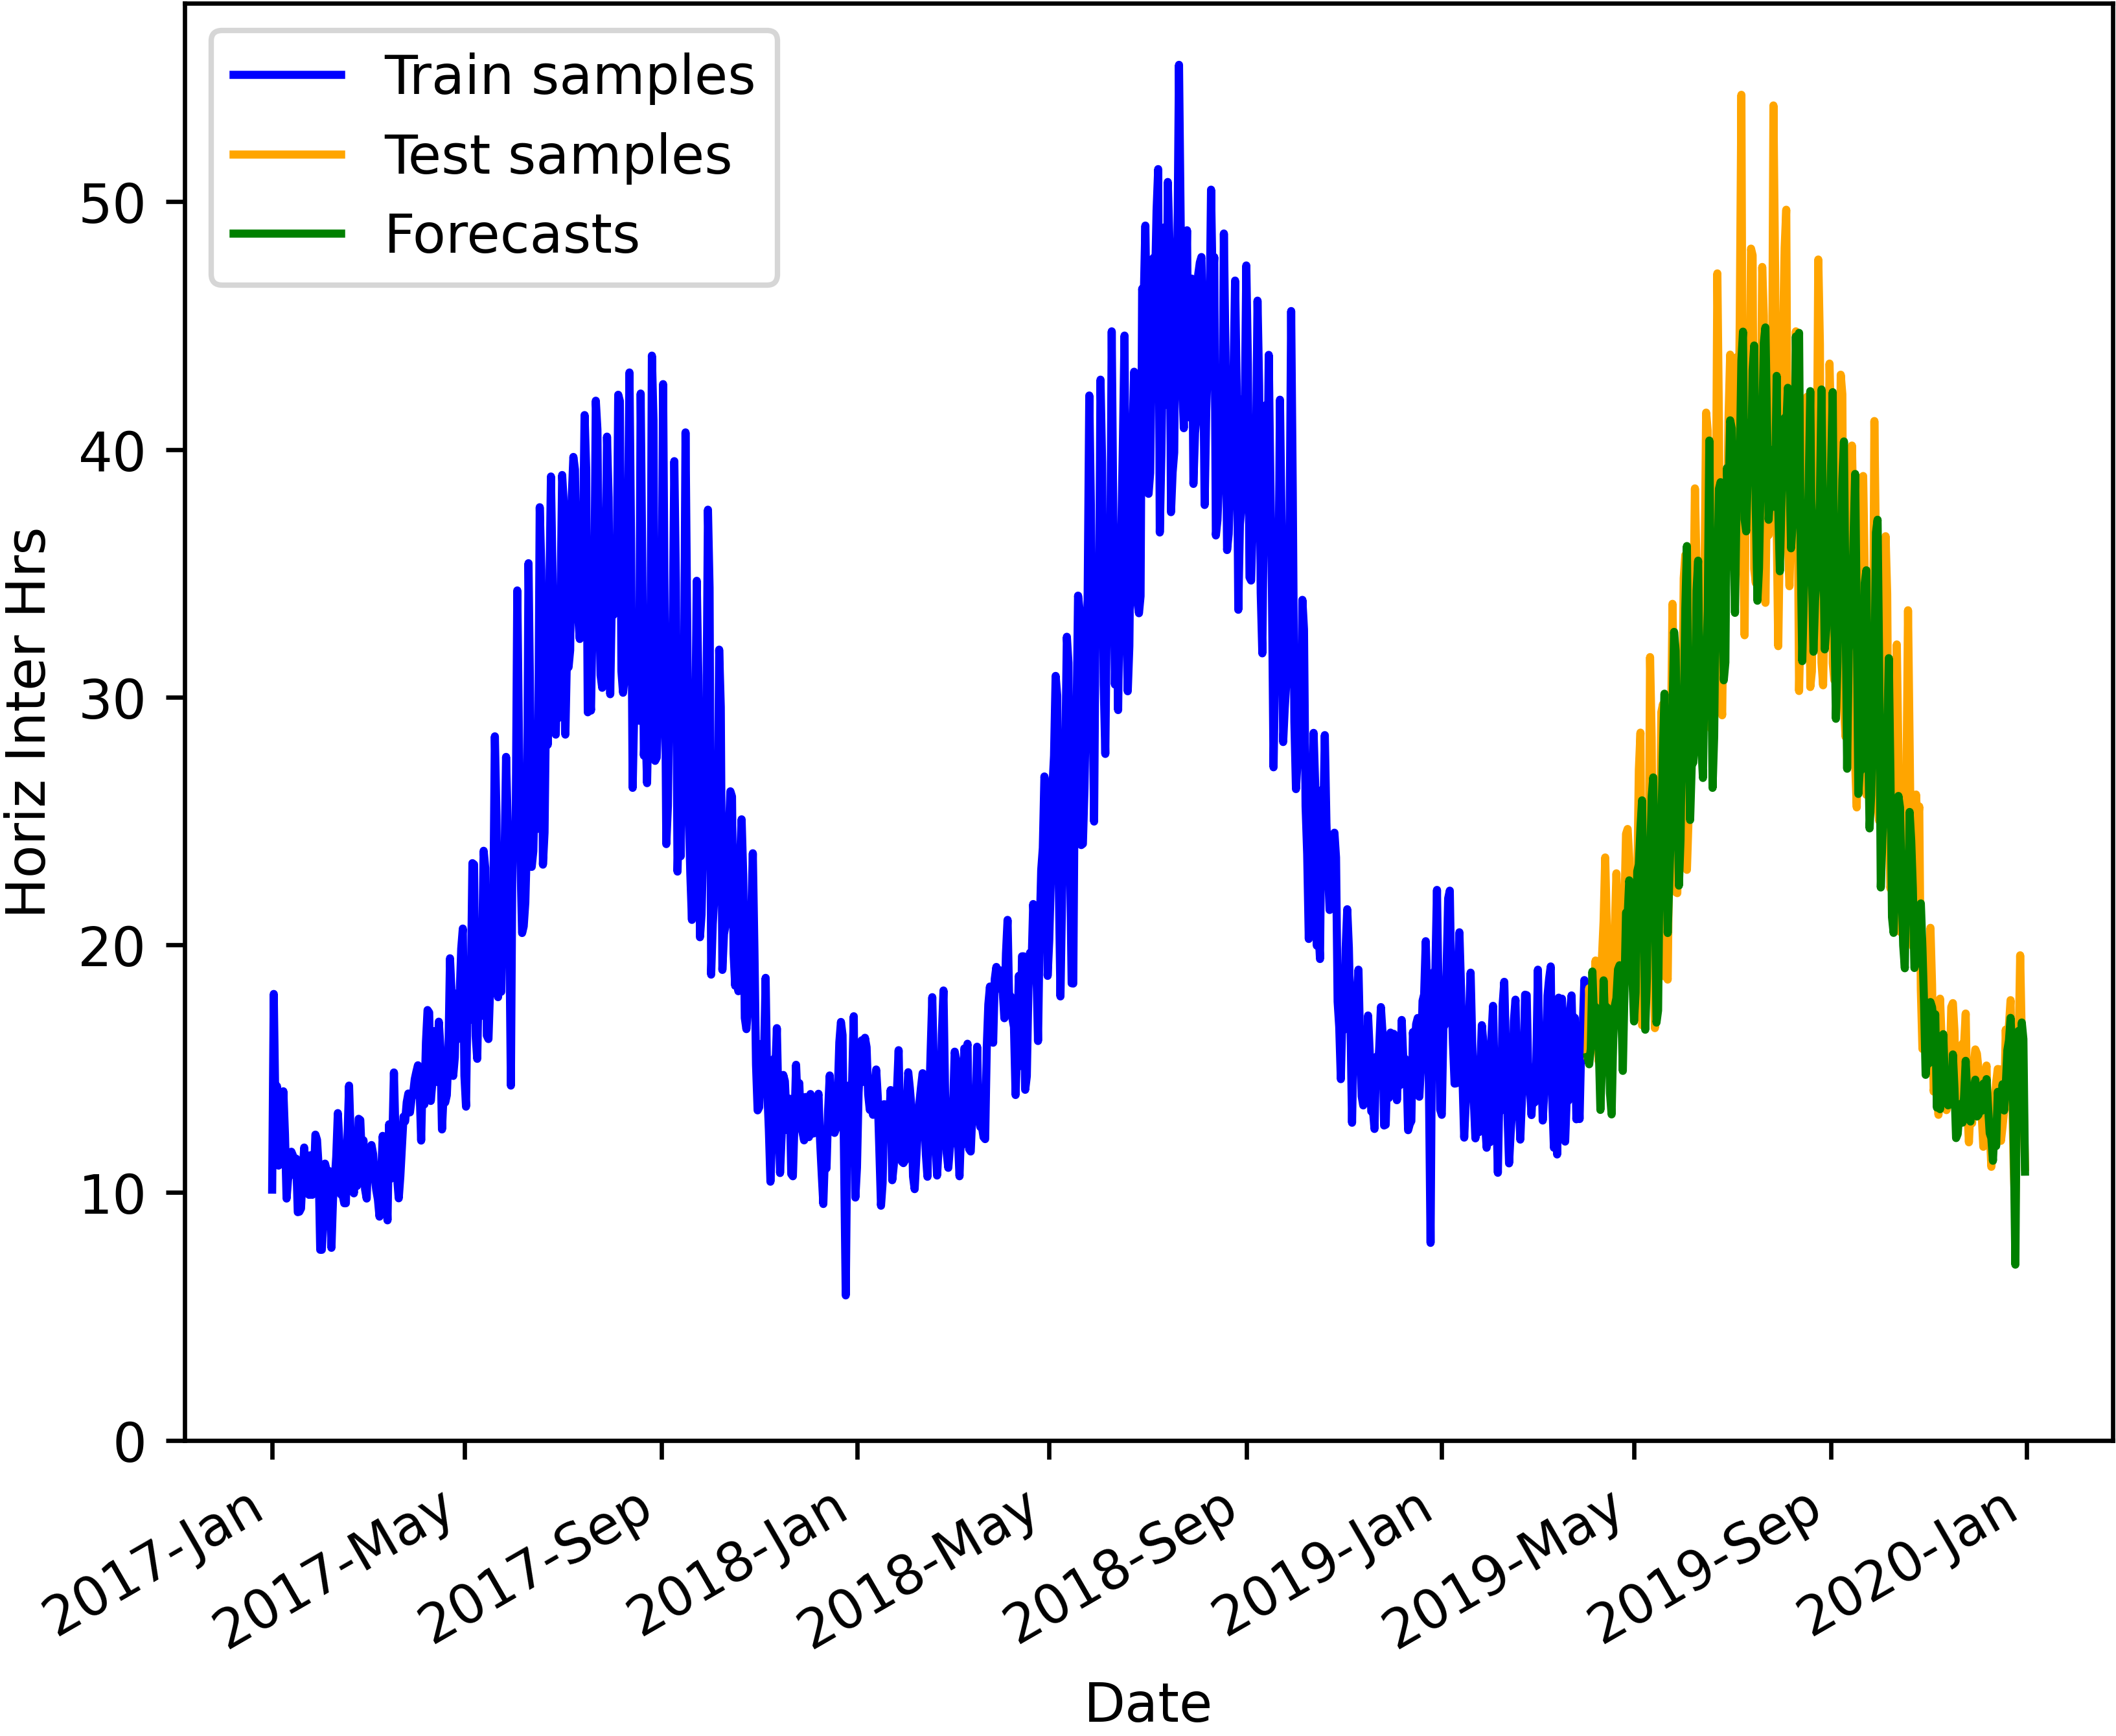 Train samples
Test samples
Forecasts
Horiz Inter Hrs
50
40
30
20
10
0
2017-Jan
2017-May
2017-Sep
2018-Jan
2018-May
2018-Sep
2019-Jan
2019-May
2019-Sep
2020-Jan
Date